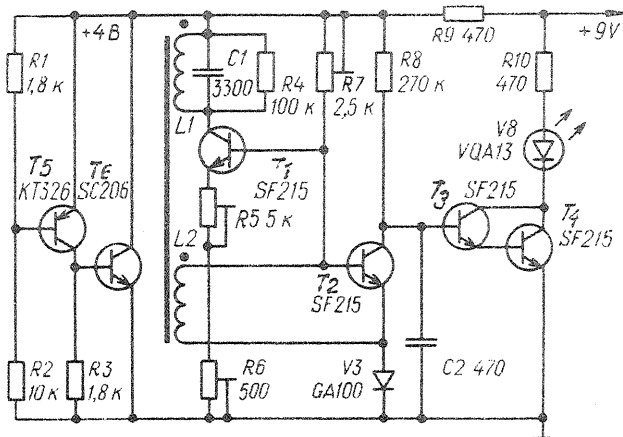 +4В
R9 470
+9V
R1
1,8 к
C1
3300
R4
100 к
R7
2,5 к
R8
270 к
R10
470
L1
V8
VQA13
T5
KT326
T6
SC206
T1
SF215
T3
SF215
T4
SF215
R5 5 к
L2
T2
SF215
R2
10 к
R3
1,8 к
R6
500
V3
GA100
C2 470